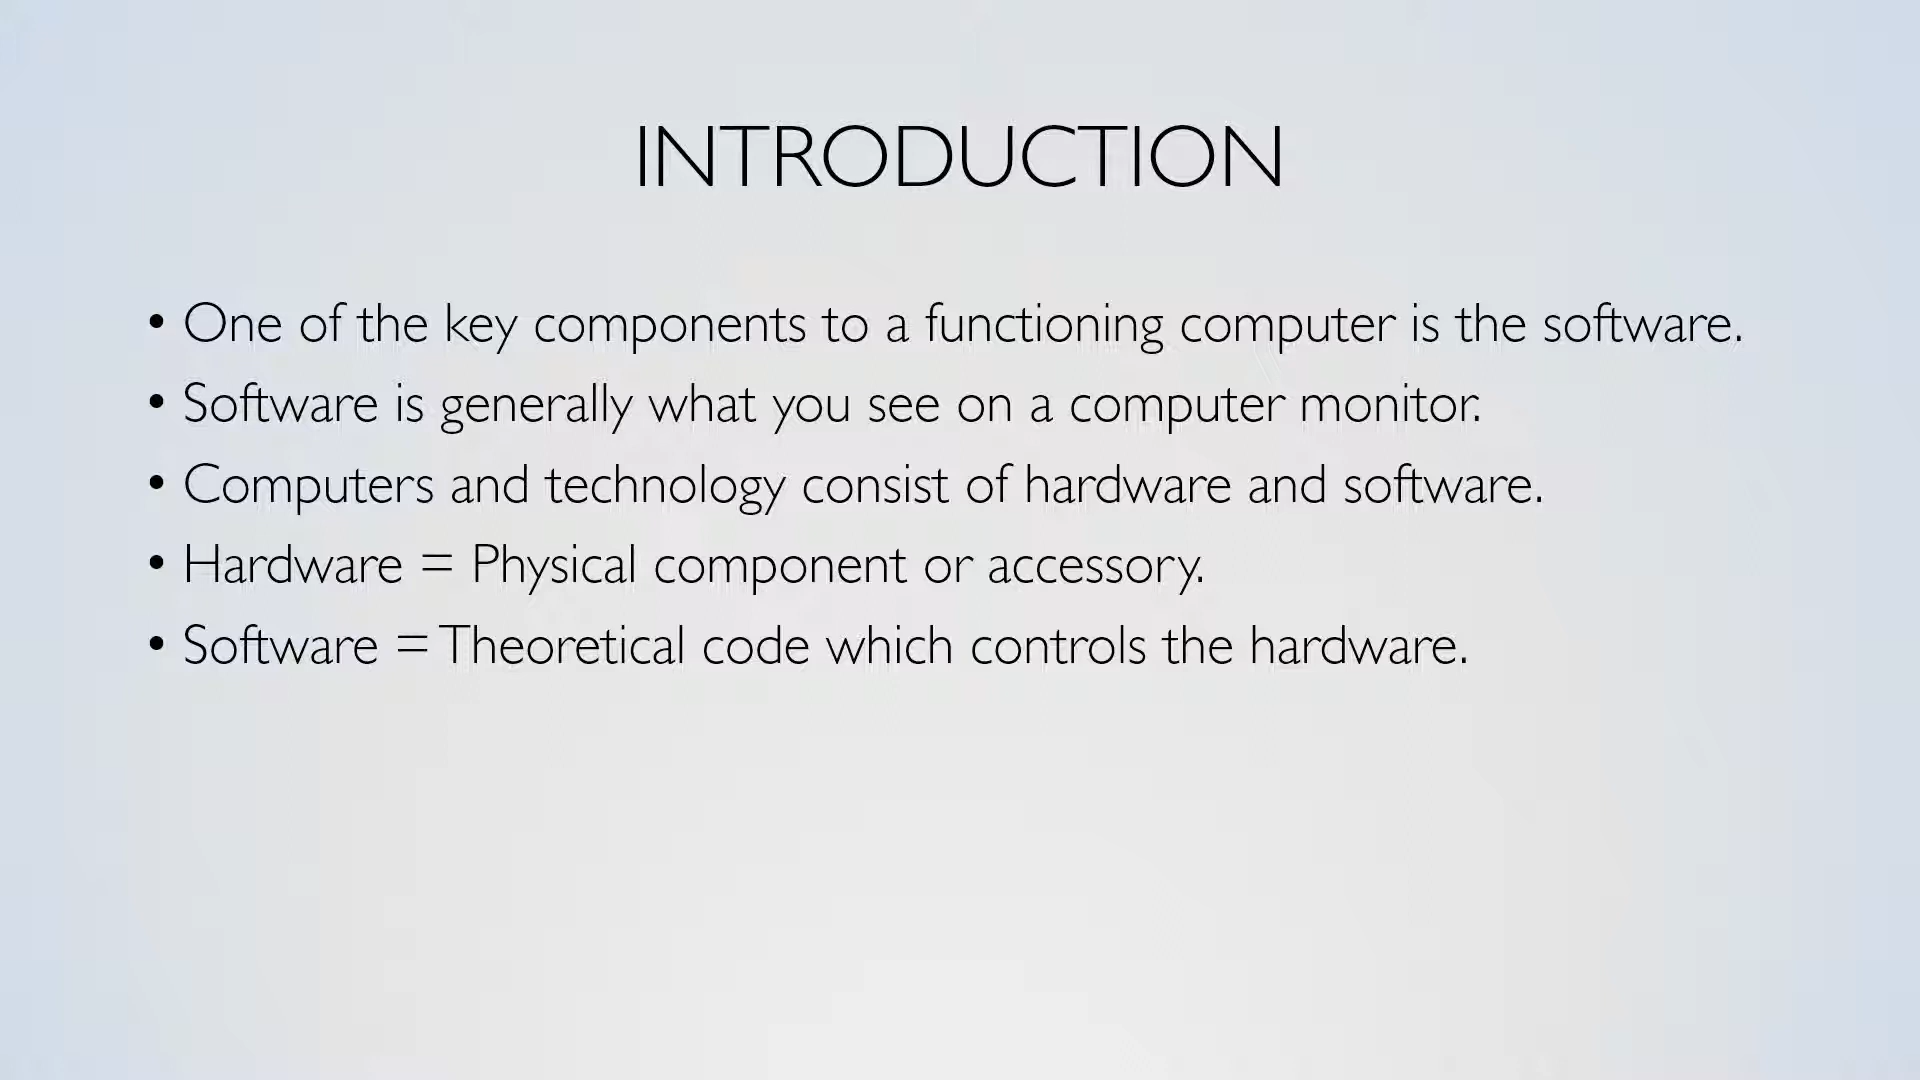 INTRODUCTION
• One of the key components to a functioning computer is the software.
• Software is generally what you see on a computer monitor.
• Computers and technology consist of hardware and software.
• Hardware = Physical component or accessory.
• Software = Theoretical code which controls the hardware.